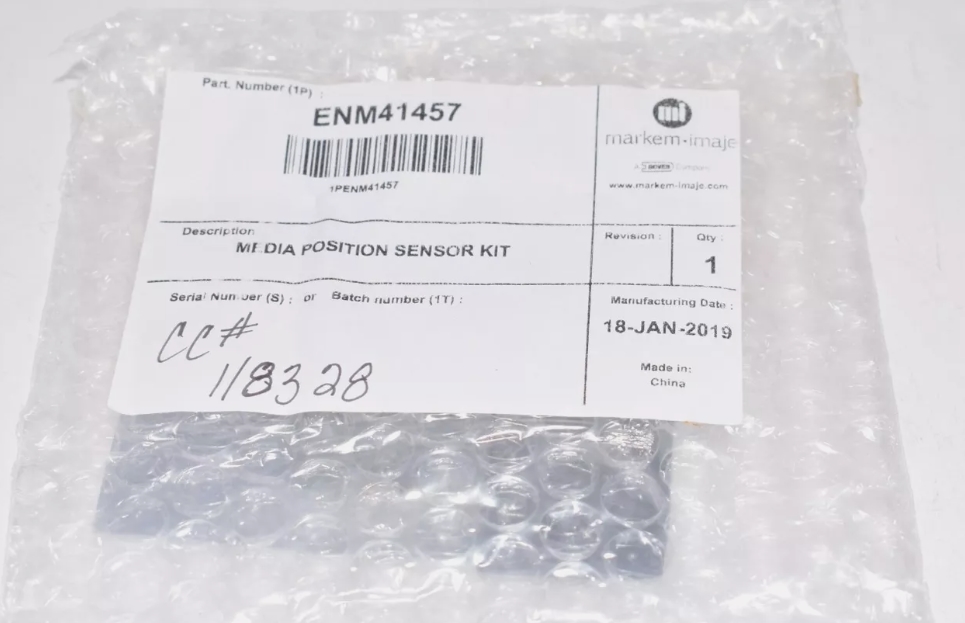 Part. Number (1P) :
ENM41457
1PENM41457
markem-imaje
A Company
www.markem-imaje.com
Description
MEDIA POSITION SENSOR KIT
Revision :
Qty :
1
Serial Number (S) : or Batch number (1T) :
CC#
118328
Manufacturing Date :
18-JAN-2019
Made in:
China